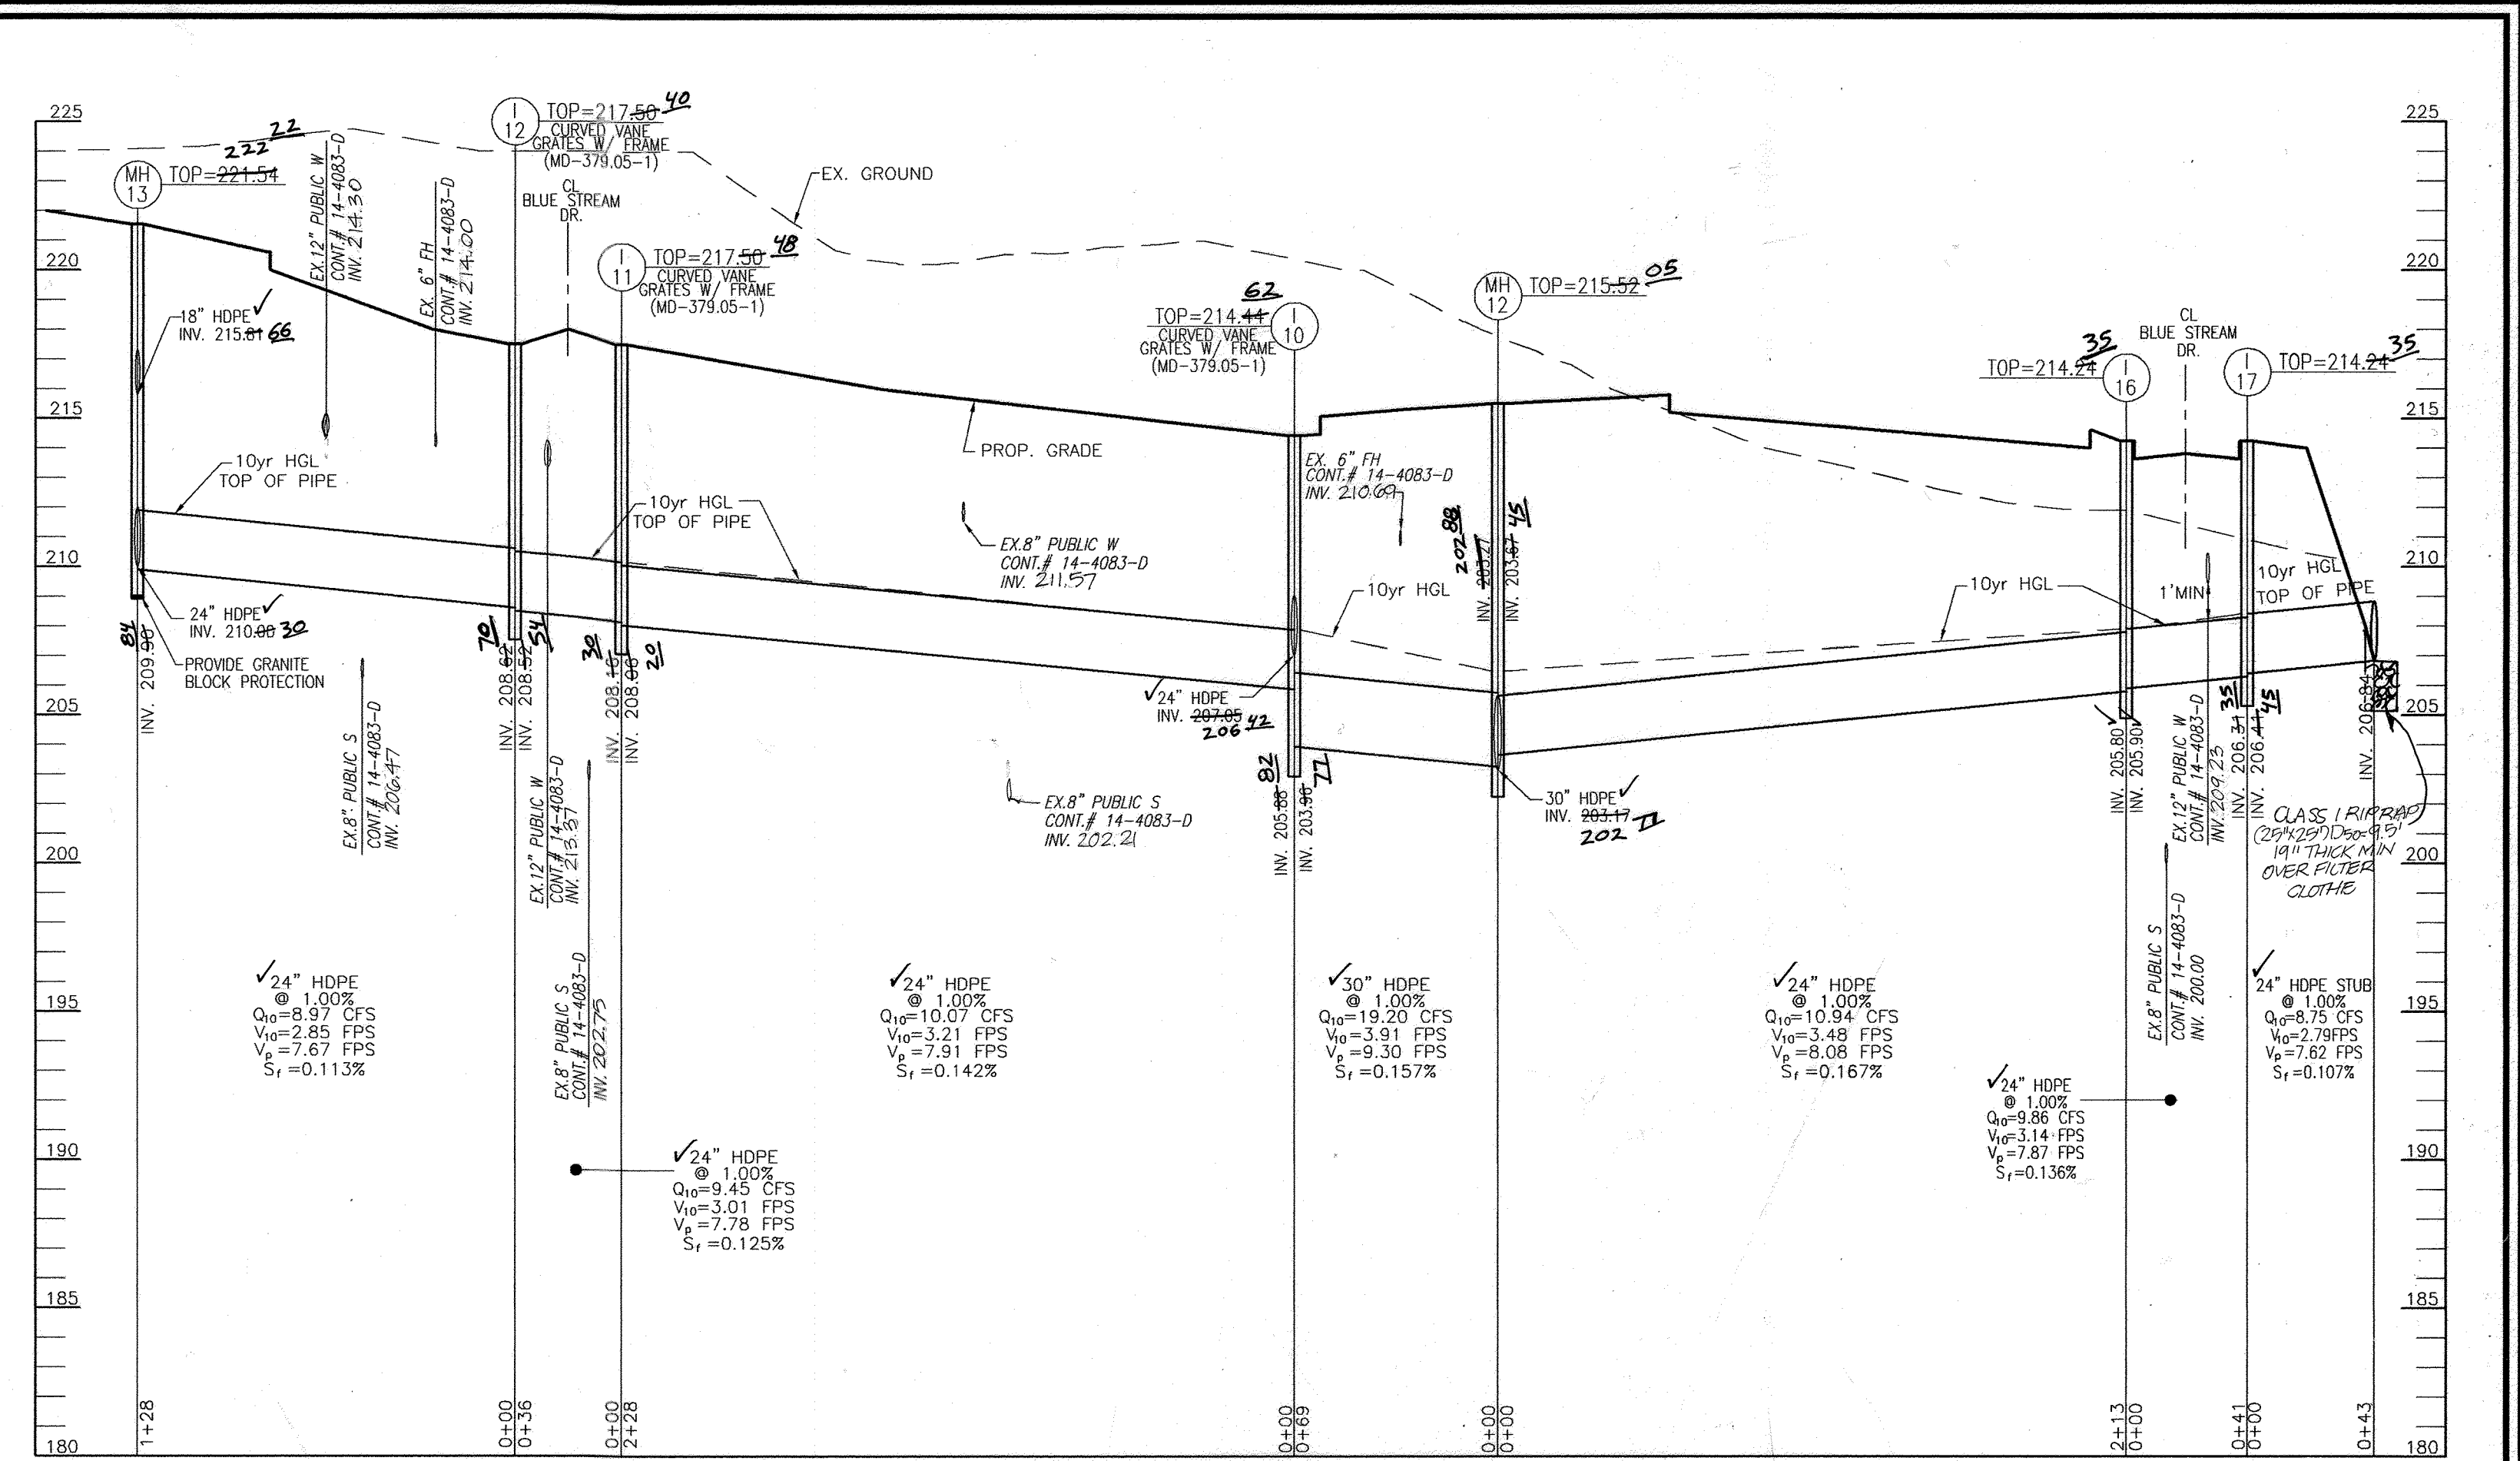 225
220
215
210
205
200
195
190
185
180
225
220
215
210
205
200
195
190
185
180
MH
13
TOP=221.54
222
22
18" HDPE ✓
INV. 215.81 66
10yr HGL
TOP OF PIPE
24" HDPE ✓
INV. 210.00 30
PROVIDE GRANITE
BLOCK PROTECTION
INV. 209.90
84
EX.12" PUBLIC W
CONT.# 14-4083-D
INV. 214.30
EX. 6" FH
CONT.# 14-4083-D
INV. 214.00
EX.8" PUBLIC S
CONT.# 14-4083-D
INV. 206.47
I
12
TOP=217.50 40
CURVED VANE
GRATES W/ FRAME
(MD-379.05-1)
CL
BLUE STREAM
DR.
70
54
INV. 208.62
INV. 208.52
I
11
TOP=217.50 48
CURVED VANE
GRATES W/ FRAME
(MD-379.05-1)
30
20
INV. 208.16
INV. 208.06
EX.12" PUBLIC W
CONT.# 14-4083-D
INV. 213.37
EX.8" PUBLIC S
CONT.# 14-4083-D
INV. 202.75
10yr HGL
TOP OF PIPE
EX. GROUND
PROP. GRADE
EX.8" PUBLIC W
CONT.# 14-4083-D
INV. 211.57
EX.8" PUBLIC S
CONT.# 14-4083-D
INV. 202.21
62
TOP=214.44
CURVED VANE
GRATES W/ FRAME
(MD-379.05-1)
I
10
✓24" HDPE
INV. 207.05
206 42
82
77
INV. 205.88
INV. 203.96
EX. 6" FH
CONT.# 14-4083-D
INV. 210.69
10yr HGL
MH
12
TOP=215.52 05
202 88
INV. 203.27
45
INV. 203.67
30" HDPE ✓
INV. 203.17
202 77
10yr HGL
35
TOP=214.24
I
16
CL
BLUE STREAM
DR.
I
17
TOP=214.24 35
1'MIN
10yr HGL
TOP OF PIPE
INV. 205.80
INV. 205.90
EX.12" PUBLIC W
CONT.# 14-4083-D
INV. 209.23
35
45
INV. 206.31
INV. 206.41
INV. 206.84
CLASS I RIPRAP
(25'X25') D50=9.5"
19" THICK MIN
OVER FILTER
CLOTHE
EX.8" PUBLIC S
CONT.# 14-4083-D
INV. 200.00
✓24" HDPE
@ 1.00%
Q10=8.97 CFS
V10=2.85 FPS
Vp=7.67 FPS
Sf=0.113%
✓24" HDPE
@ 1.00%
Q10=9.45 CFS
V10=3.01 FPS
Vp=7.78 FPS
Sf=0.125%
✓24" HDPE
@ 1.00%
Q10=10.07 CFS
V10=3.21 FPS
Vp=7.91 FPS
Sf=0.142%
✓30" HDPE
@ 1.00%
Q10=19.20 CFS
V10=3.91 FPS
Vp=9.30 FPS
Sf=0.157%
✓24" HDPE
@ 1.00%
Q10=10.94 CFS
V10=3.48 FPS
Vp=8.08 FPS
Sf=0.167%
✓24" HDPE
@ 1.00%
Q10=9.86 CFS
V10=3.14 FPS
Vp=7.87 FPS
Sf=0.136%
✓
24" HDPE STUB
@ 1.00%
Q10=8.75 CFS
V10=2.79FPS
Vp=7.62 FPS
Sf=0.107%
1+28
0+00
0+36
0+00
2+28
0+00
0+69
0+00
0+00
2+13
0+00
0+41
0+00
0+43